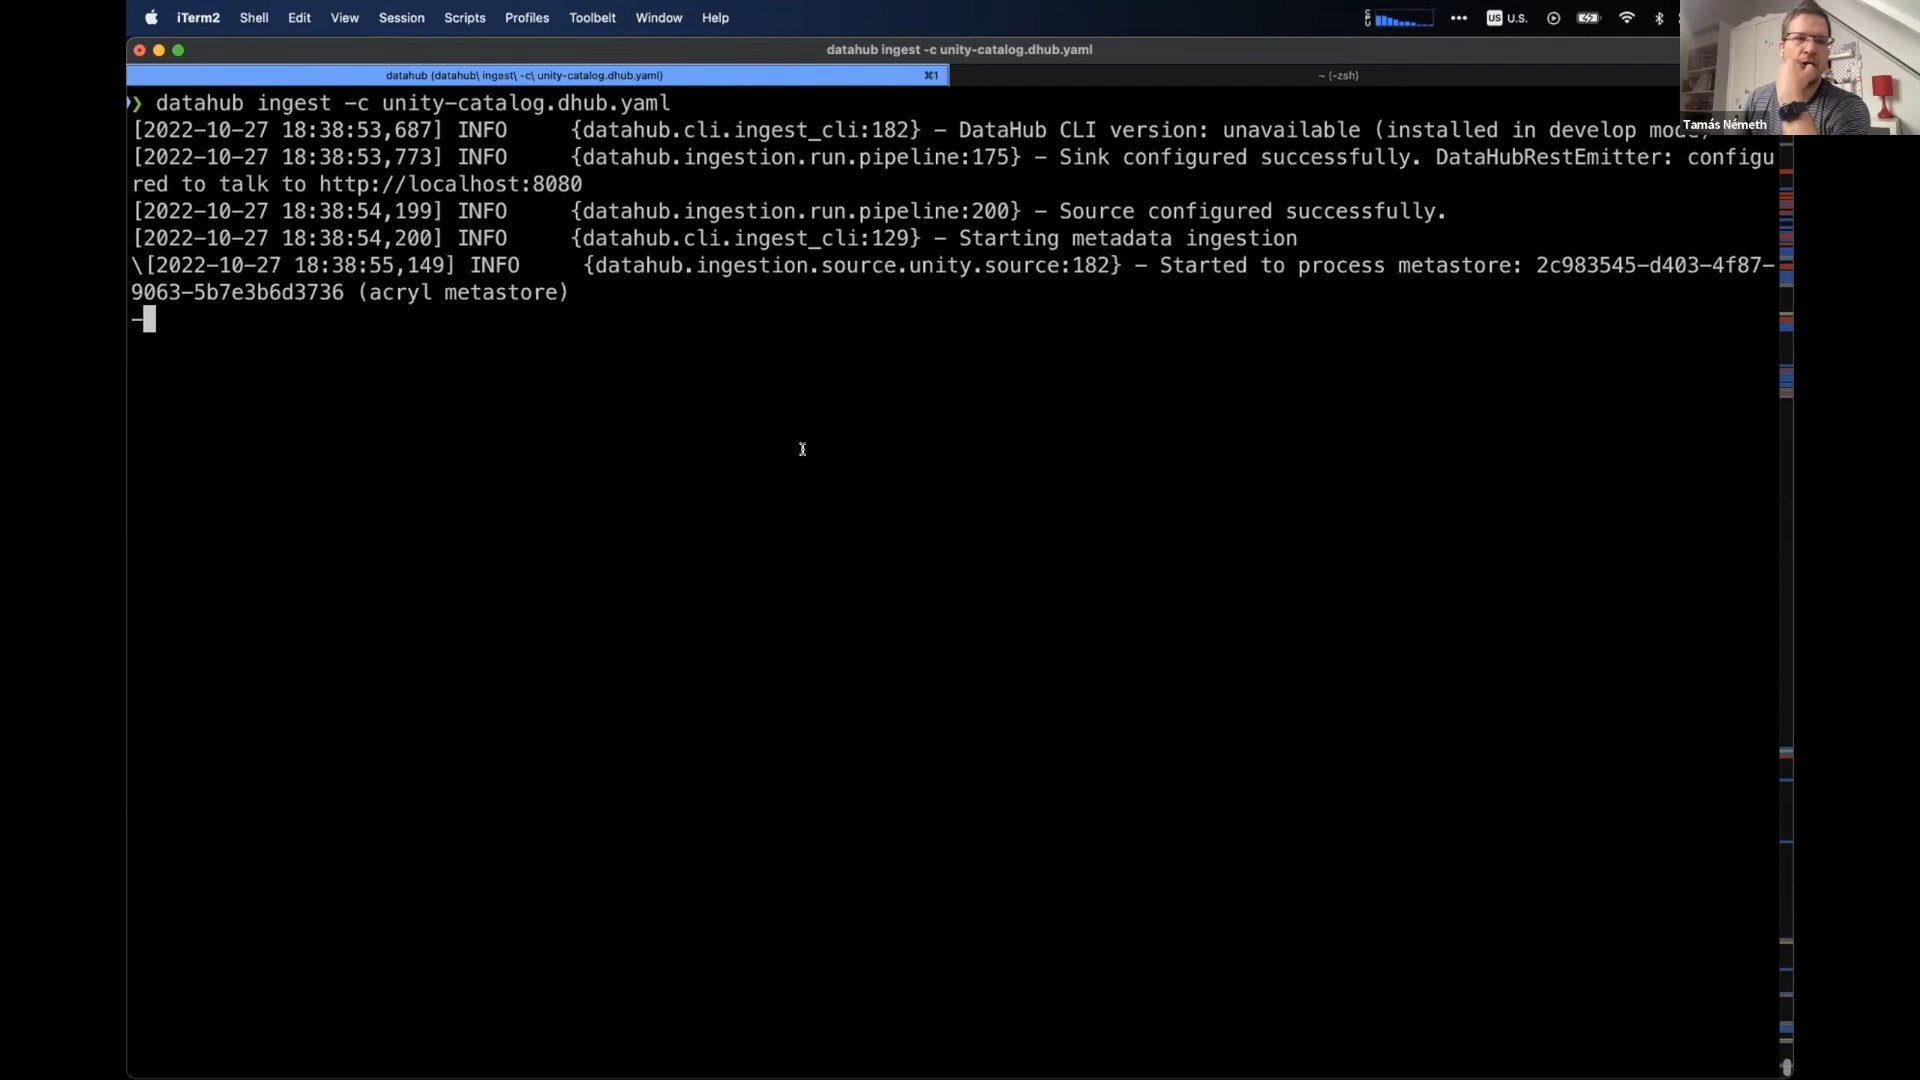 iTerm2 Shell Edit View Session Scripts Profiles Toolbelt Window Help CPU ••• US U.S.
datahub ingest -c unity-catalog.dhub.yaml
datahub (datahub\ ingest\ -c\ unity-catalog.dhub.yaml) ⌘1 ~ (-zsh)
❯ datahub ingest -c unity-catalog.dhub.yaml
[2022-10-27 18:38:53,687] INFO {datahub.cli.ingest_cli:182} - DataHub CLI version: unavailable (installed in develop
Tamás Németh
[2022-10-27 18:38:53,773] INFO {datahub.ingestion.run.pipeline:175} - Sink configured successfully. DataHubRestEmitter: configu
red to talk to http://localhost:8080
[2022-10-27 18:38:54,199] INFO {datahub.ingestion.run.pipeline:200} - Source configured successfully.
[2022-10-27 18:38:54,200] INFO {datahub.cli.ingest_cli:129} - Starting metadata ingestion
\[2022-10-27 18:38:55,149] INFO {datahub.ingestion.source.unity.source:182} - Started to process metastore: 2c983545-d403-4f87-
9063-5b7e3b6d3736 (acryl metastore)
-